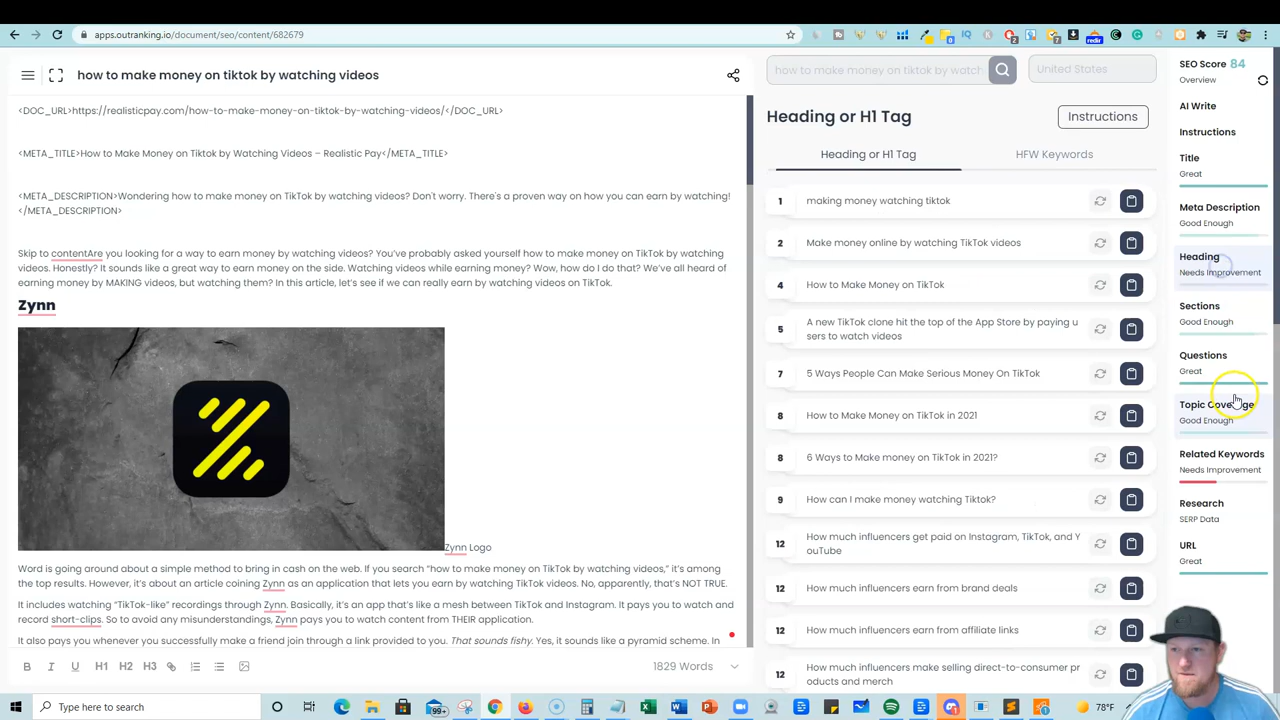 apps.outranking.io/document/seo/content/682679
how to make money on tiktok by watching videos
<DOC_URL>https://realisticpay.com/how-to-make-money-on-tiktok-by-watching-videos/</DOC_URL>
<META_TITLE>How to Make Money on Tiktok by Watching Videos – Realistic Pay</META_TITLE>
<META_DESCRIPTION>Wondering how to make money on TikTok by watching videos? Don't worry. There's a proven way on how you can earn by watching!
</META_DESCRIPTION>
Skip to contentAre you looking for a way to earn money by watching videos? You've probably asked yourself how to make money on TikTok by watching
videos. Honestly? It sounds like a great way to earn money on the side. Watching videos while earning money? Wow, how do I do that? We've all heard of
earning money by MAKING videos, but watching them? In this article, let's see if we can really earn by watching videos on TikTok.
Zynn
Zynn Logo
Word is going around about a simple method to bring in cash on the web. If you search “how to make money on TikTok by watching videos,” it's among
the top results. However, it's about an article coining Zynn as an application that lets you earn by watching TikTok videos. No, apparently, that's NOT TRUE.
It includes watching “TikTok-like” recordings through Zynn. Basically, it's an app that's like a mesh between TikTok and Instagram. It pays you to watch and
record short-clips. So to avoid any misunderstandings, Zynn pays you to watch content from THEIR application.
It also pays you whenever you successfully make a friend join through a link provided to you. That sounds fishy. Yes, it sounds like a pyramid scheme. In
B I U H1 H2 H3
1829 Words
how to make money on tiktok by watch
United States
Heading or H1 Tag
Instructions
Heading or H1 Tag
HFW Keywords
1 making money watching tiktok
2 Make money online by watching TikTok videos
4 How to Make Money on TikTok
5 A new TikTok clone hit the top of the App Store by paying u
sers to watch videos
7 5 Ways People Can Make Serious Money On TikTok
8 How to Make Money on TikTok in 2021
8 6 Ways to Make money on TikTok in 2021?
9 How can I make money watching Tiktok?
12 How much influencers get paid on Instagram, TikTok, and Y
ouTube
12 How much influencers earn from brand deals
12 How much influencers earn from affiliate links
12 How much influencers make selling direct-to-consumer pr
oducts and merch
SEO Score 84
Overview
AI Write
Instructions
Title
Great
Meta Description
Good Enough
Heading
Needs Improvement
Sections
Good Enough
Questions
Great
Topic Coverage
Good Enough
Related Keywords
Needs Improvement
Research
SERP Data
URL
Great
Type here to search
99+
78°F